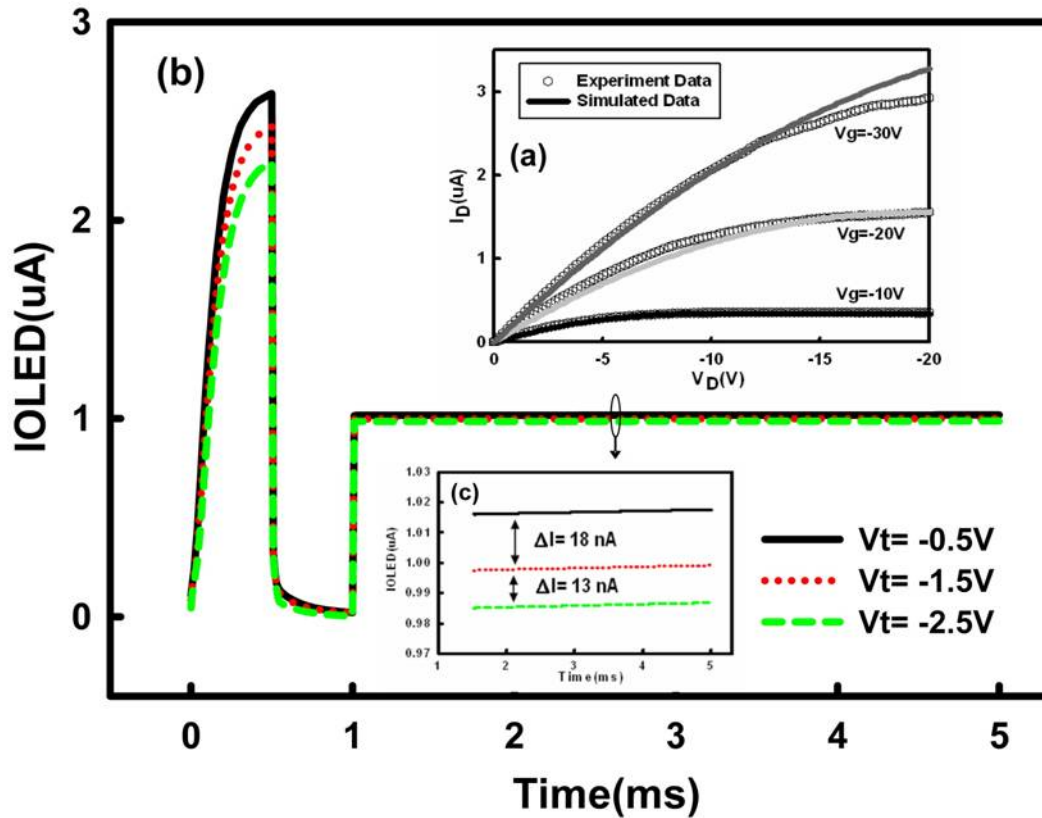 3
2
1
0
IOLED(uA)
(b)
0
1
2
3
4
5
Time(ms)
Experiment Data
Simulated Data
(a)
3
2
1
0
I_D(uA)
Vg=-30V
Vg=-20V
Vg=-10V
0
-5
-10
-15
-20
V_D(V)
(c)
1.03
1.02
1.01
1.00
0.99
0.98
0.97
IOLED(uA)
ΔI= 18 nA
ΔI= 13 nA
1
2
3
4
5
Time(ms)
Vt= -0.5V
Vt= -1.5V
Vt= -2.5V